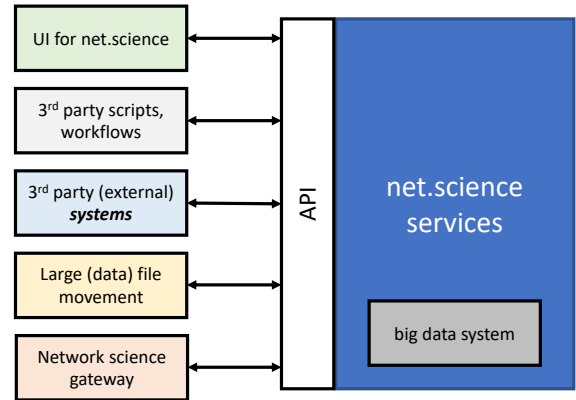 UI for net.science
3rd party scripts,
workflows
3rd party (external)
systems
Large (data) file
movement
Network science
gateway
API
net.science
services
big data system